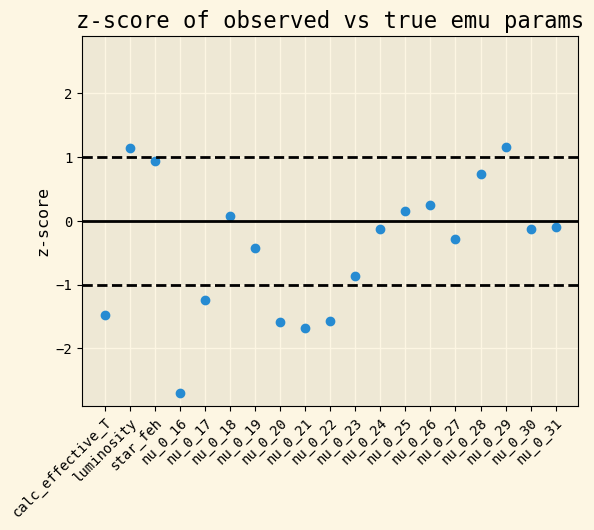 z-score of observed vs true emu params
z-score
2
1
0
−1
−2
calc_effective_T
luminosity
star_feh
nu_0_16
nu_0_17
nu_0_18
nu_0_19
nu_0_20
nu_0_21
nu_0_22
nu_0_23
nu_0_24
nu_0_25
nu_0_26
nu_0_27
nu_0_28
nu_0_29
nu_0_30
nu_0_31